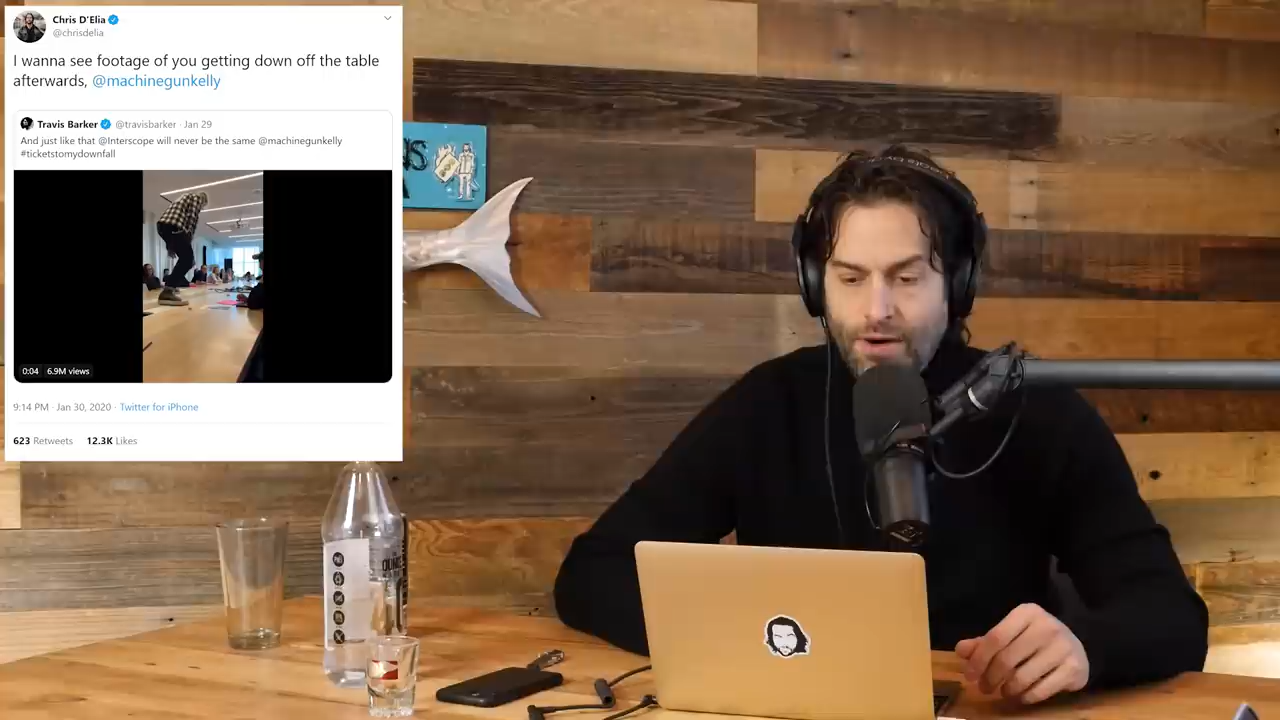 Chris D'Elia
@chrisdelia
I wanna see footage of you getting down off the table
afterwards, @machinegunkelly
Travis Barker @travisbarker · Jan 29
And just like that @Interscope will never be the same @machinegunkelly
#ticketstomydownfall
0:04 6.9M views
9:14 PM · Jan 30, 2020 · Twitter for iPhone
623 Retweets 12.3K Likes